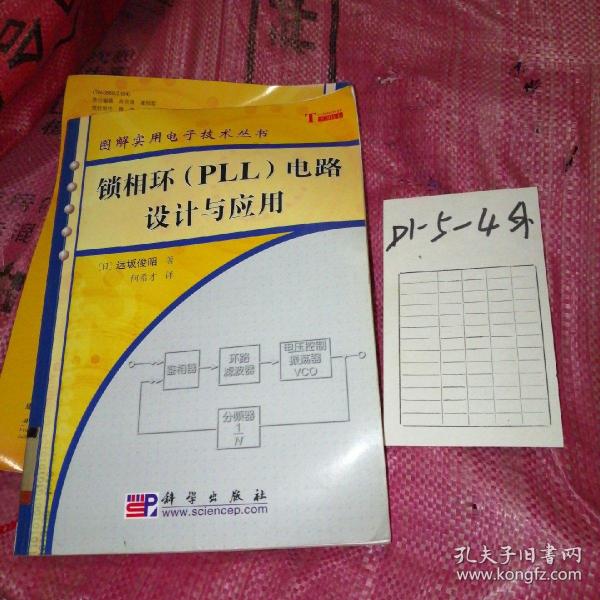 图解实用电子技术丛书
锁相环（PLL）电路
设计与应用
[日] 远坂俊昭 著
何希才 译
鉴相器
环路
滤波器
电压控制
振荡器
VCO
分频器
1
N
SP 科学出版社
www.sciencep.com
D1-5-4外
孔夫子旧书网
www.kongfz.com